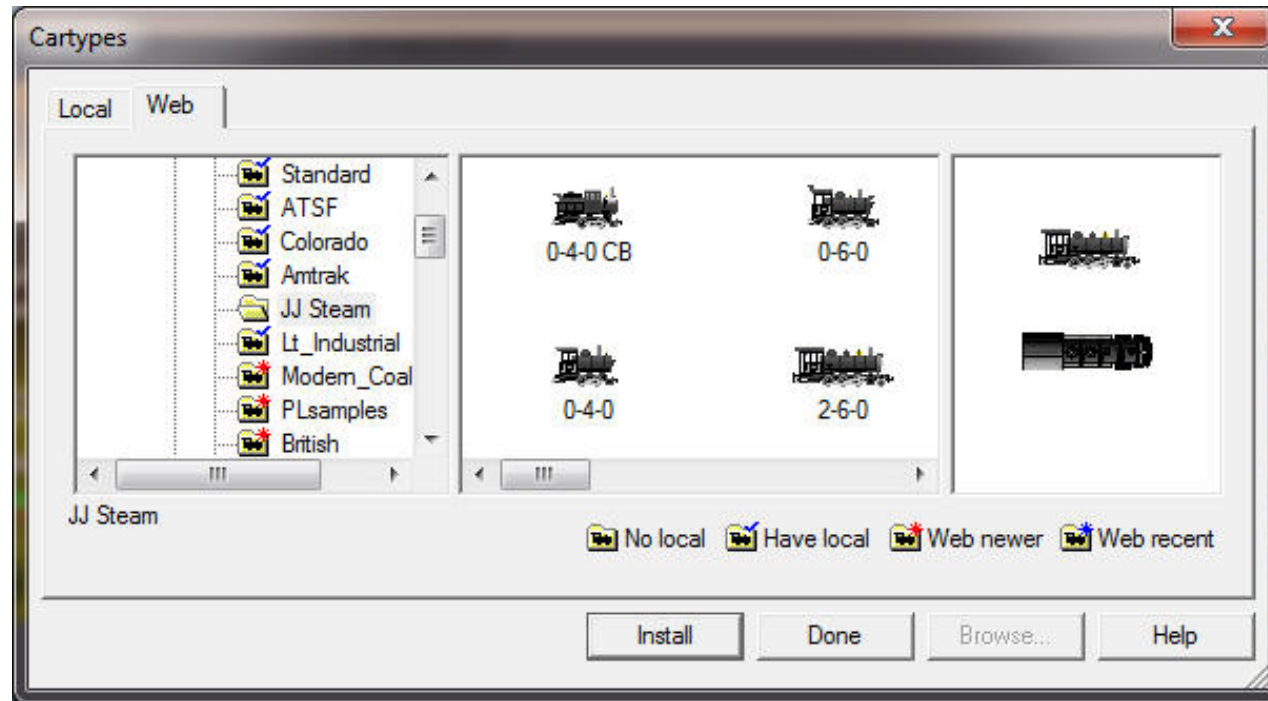 Cartypes
Local Web
Standard
ATSF
Colorado
Amtrak
JJ Steam
Lt_Industrial
Modern_Coal
PLsamples
British
0-4-0 CB 0-6-0
0-4-0 2-6-0
JJ Steam
No local Have local Web newer Web recent
Install Done Browse... Help